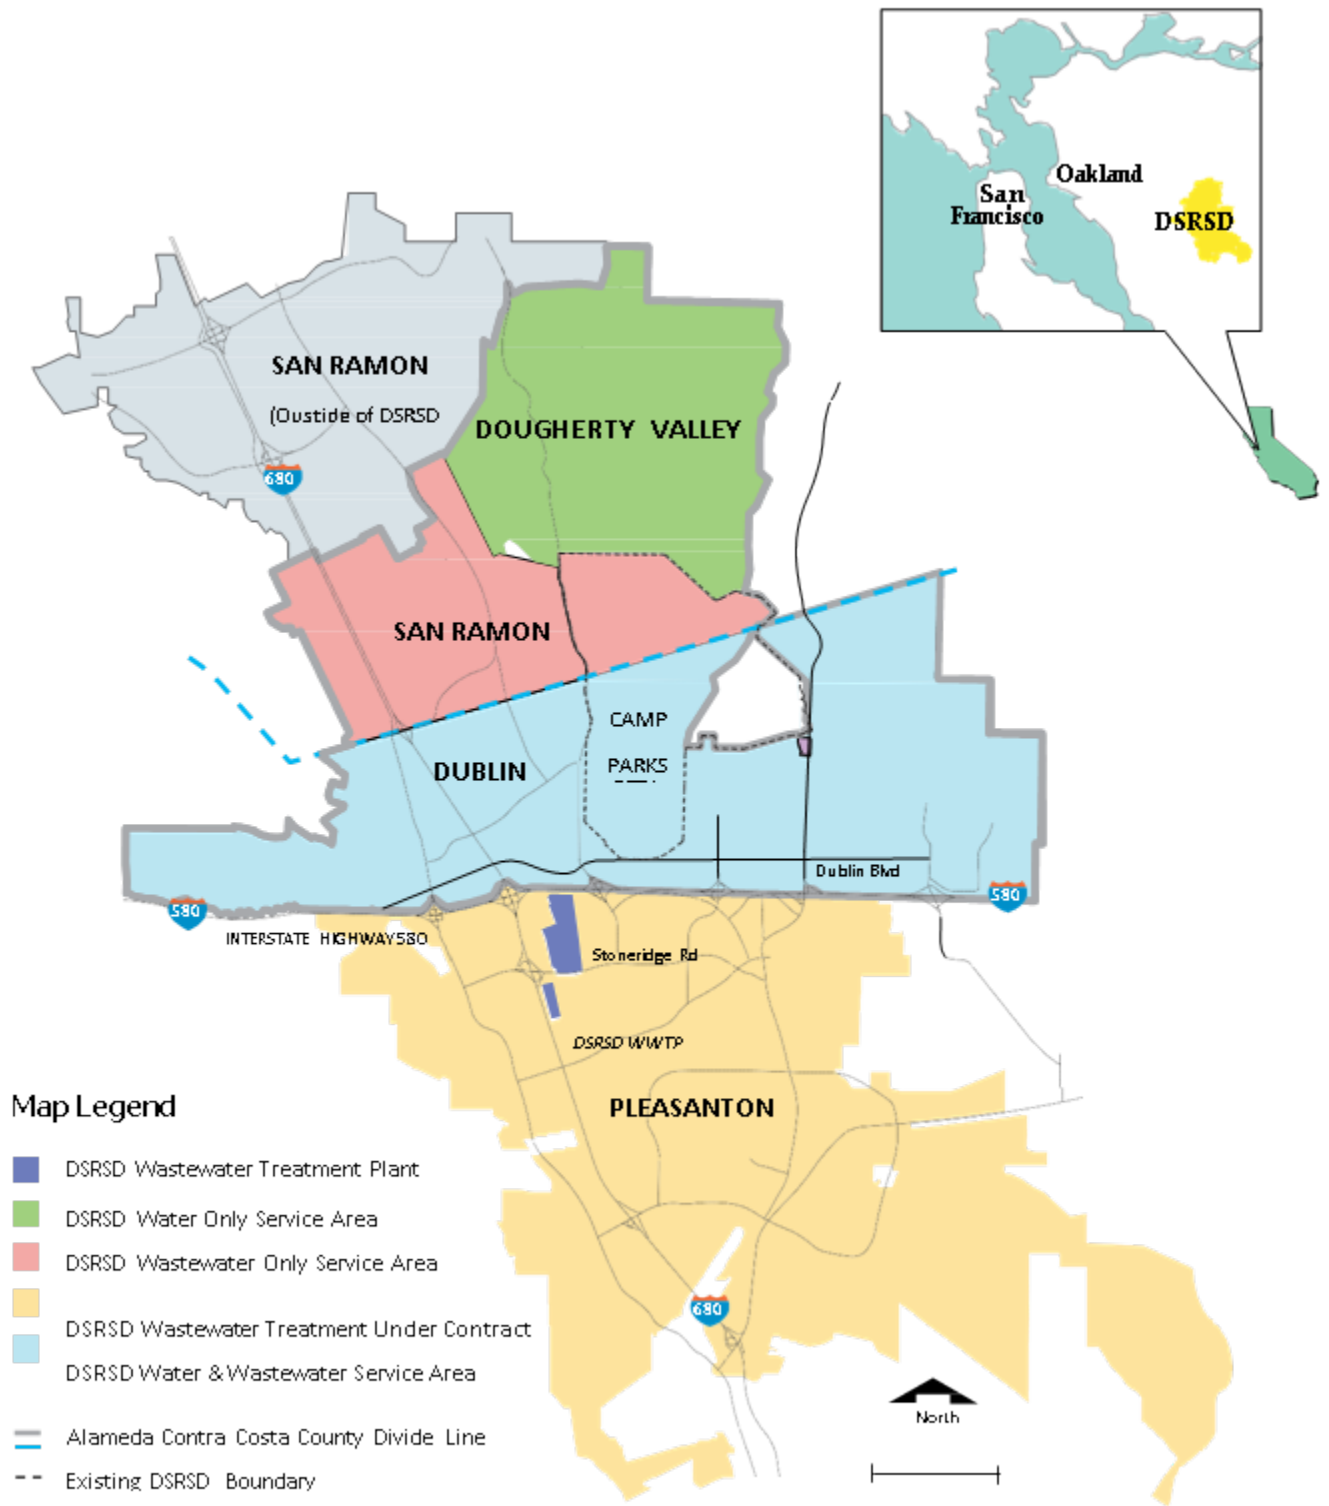 Oakland
San
Francisco
DSRSD
SAN RAMON
(Oustide of DSRSD
DOUGHERTY VALLEY
680
SAN RAMON
CAMP
PARKS
DUBLIN
Dublin Blvd
580
580
INTERSTATE HIGHWAY 580
Stoneridge Rd
DSRSD WWTP
PLEASANTON
680
Map Legend
DSRSD Wastewater Treatment Plant
DSRSD Water Only Service Area
DSRSD Wastewater Only Service Area
DSRSD Wastewater Treatment Under Contract
DSRSD Water & Wastewater Service Area
Alameda Contra Costa County Divide Line
Existing DSRSD Boundary
North